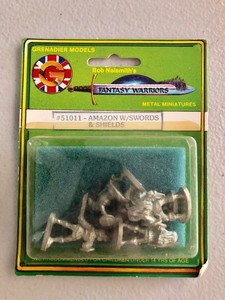 GRENADIER MODELS
Bob Naismith's
FANTASY WARRIORS
METAL MINIATURES
#51011 - AMAZON W/SWORDS
& SHIELDS